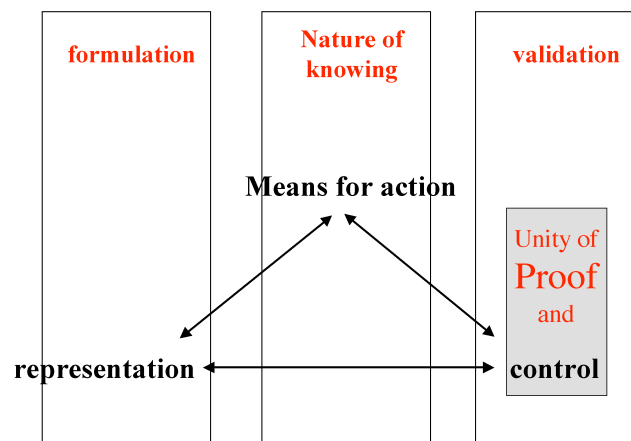 formulation
Nature of
knowing
validation
Means for action
Unity of
Proof
and
representation
control